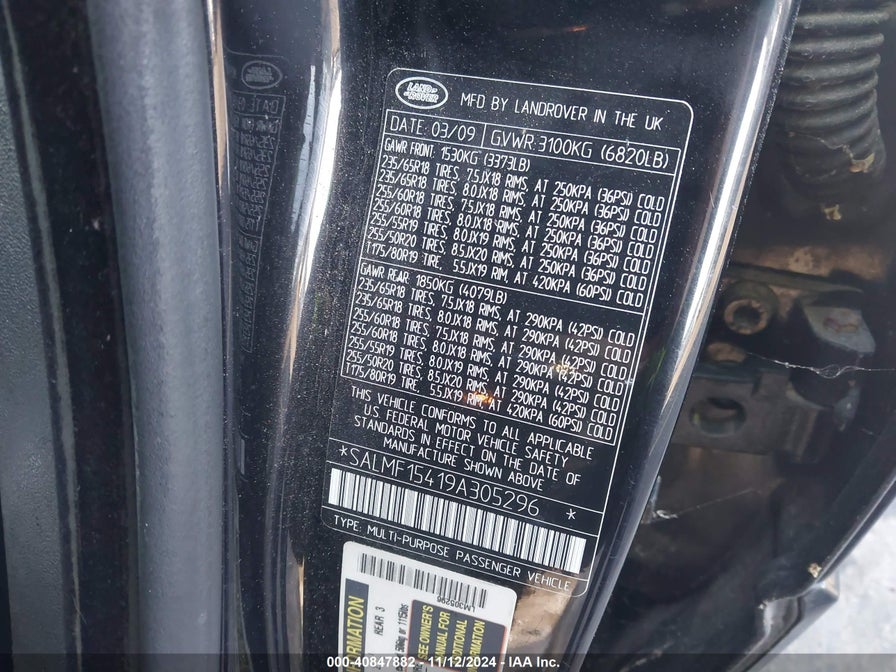 LAND ROVER
MFD BY LANDROVER IN THE UK
DATE: 03/09 GVWR:3100KG (6820LB)
GAWR FRONT: 1530KG (3373LB)
235/65R18 TIRES, 7.5JX18 RIMS, AT 250KPA (36PSI) COLD
235/65R18 TIRES, 8.0JX18 RIMS, AT 250KPA (36PSI) COLD
255/60R18 TIRES, 7.5JX18 RIMS, AT 250KPA (36PSI) COLD
255/60R18 TIRES, 8.0JX18 RIMS, AT 250KPA (36PSI) COLD
255/55R19 TIRES, 8.0JX19 RIMS, AT 250KPA (36PSI) COLD
255/50R20 TIRES, 8.5JX20 RIMS, AT 250KPA (36PSI) COLD
T175/80R19 TIRE, 5.5JX19 RIM, AT 420KPA (60PSI) COLD
GAWR REAR: 1850KG (4079LB)
235/65R18 TIRES, 7.5JX18 RIMS, AT 290KPA (42PSI) COLD
235/65R18 TIRES, 8.0JX18 RIMS, AT 290KPA (42PSI) COLD
255/60R18 TIRES, 7.5JX18 RIMS, AT 290KPA (42PSI) COLD
255/60R18 TIRES, 8.0JX18 RIMS, AT 290KPA (42PSI) COLD
255/55R19 TIRES, 8.0JX19 RIMS, AT 290KPA (42PSI) COLD
255/50R20 TIRES, 8.5JX20 RIMS, AT 290KPA (42PSI) COLD
T175/80R19 TIRE, 5.5JX19 RIM, AT 420KPA (60PSI) COLD
THIS VEHICLE CONFORMS TO ALL APPLICABLE
U.S. FEDERAL MOTOR VEHICLE SAFETY
STANDARDS IN EFFECT ON THE DATE OF
MANUFACTURE SHOWN ABOVE
*SALMF15419A305296 *
TYPE: MULTI-PURPOSE PASSENGER VEHICLE
LM305296
REAR 3
or 1115lbs
SEE OWNER'S
MANUAL FOR
000-40847882 - 11/12/2024 - IAA Inc.